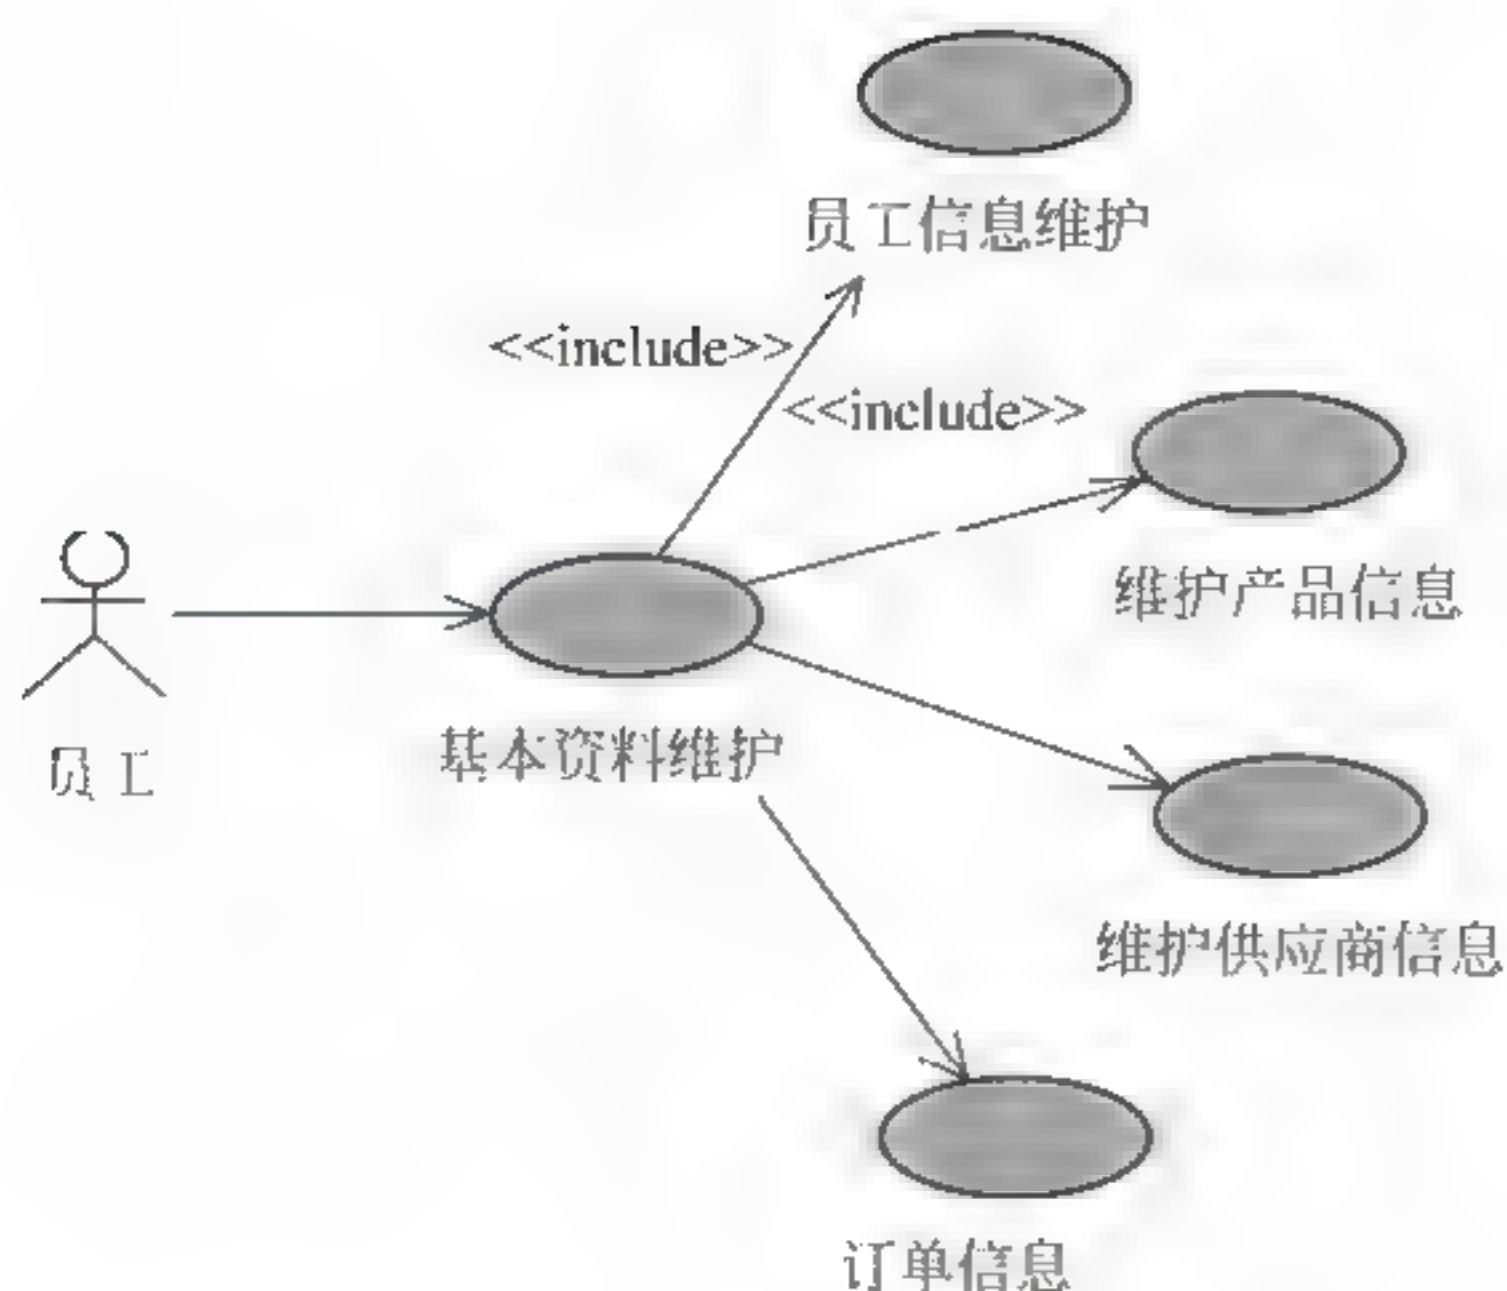 员工信息维护
<<include>>
<<include>>
维护产品信息
员工
基本资料维护
维护供应商信息
订单信息